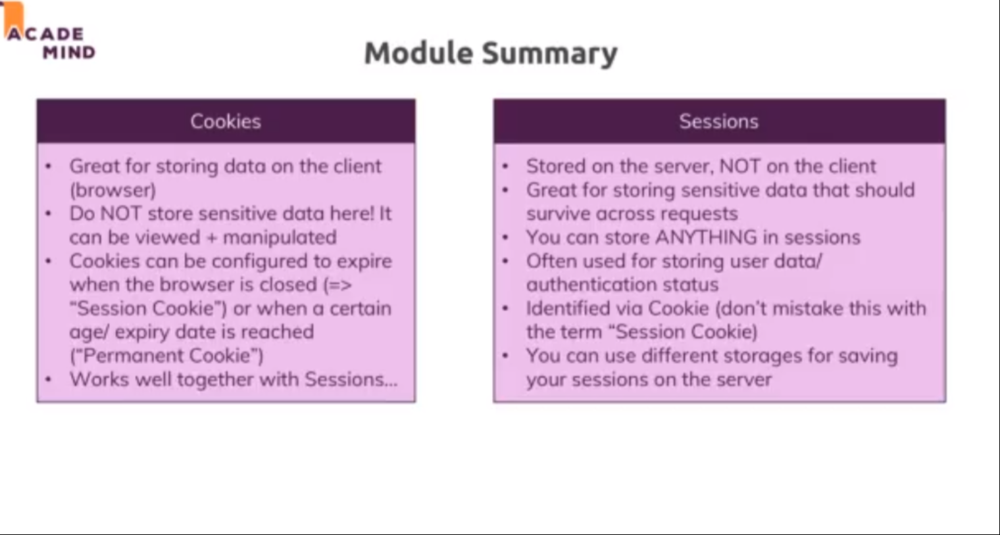 ACADE
MIND
Module Summary
Cookies
• Great for storing data on the client
(browser)
• Do NOT store sensitive data here! It
can be viewed + manipulated
• Cookies can be configured to expire
when the browser is closed (=>
“Session Cookie”) or when a certain
age/ expiry date is reached
(“Permanent Cookie”)
• Works well together with Sessions...
Sessions
• Stored on the server, NOT on the client
• Great for storing sensitive data that should
survive across requests
• You can store ANYTHING in sessions
• Often used for storing user data/
authentication status
• Identified via Cookie (don’t mistake this with
the term “Session Cookie)
• You can use different storages for saving
your sessions on the server